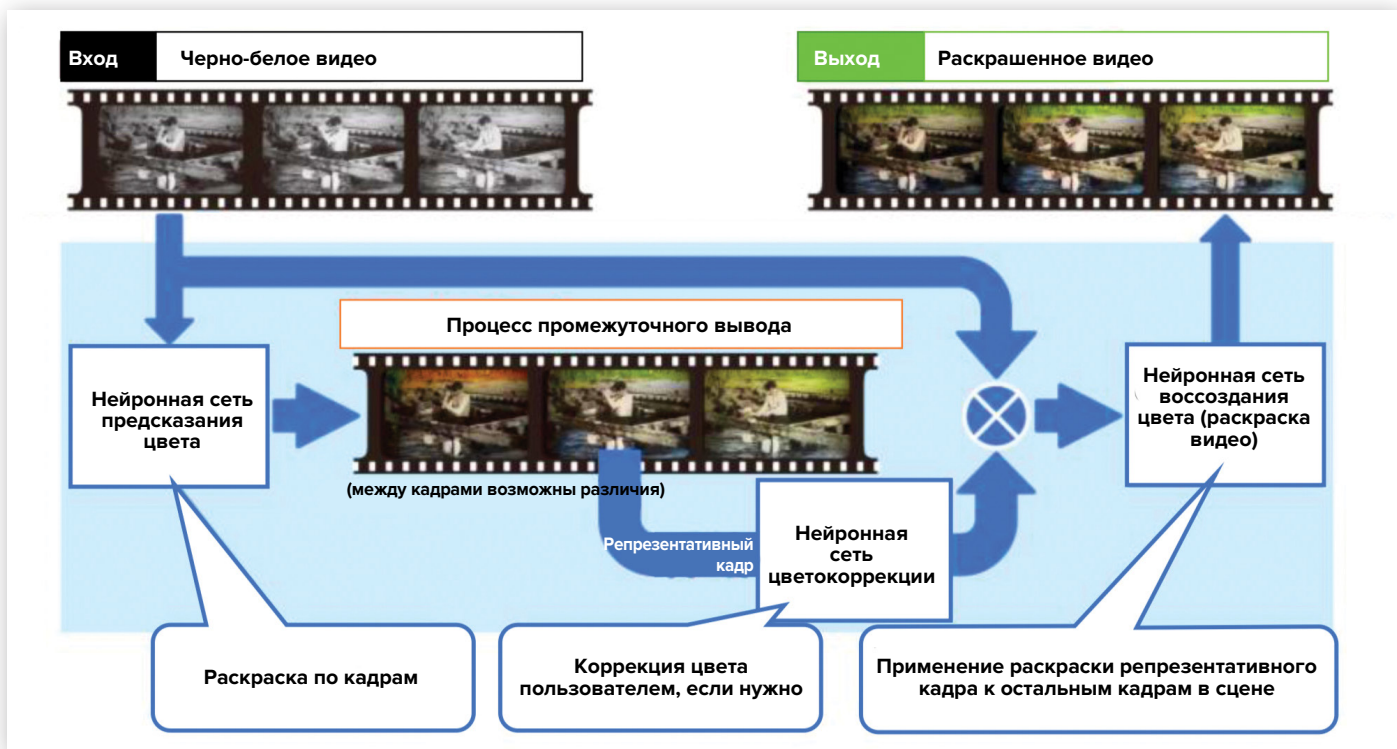 Вход
Черно-белое видео
Выход
Раскрашенное видео
Процесс промежуточного вывода
Нейронная сеть
предсказания
цвета
Нейронная сеть
воссоздания
цвета (раскраска
видео)
(между кадрами возможны различия)
Репрезентативный
кадр
Нейронная
сеть
цветокоррекции
Раскраска по кадрам
Коррекция цвета
пользователем, если нужно
Применение раскраски репрезентативного
кадра к остальным кадрам в сцене